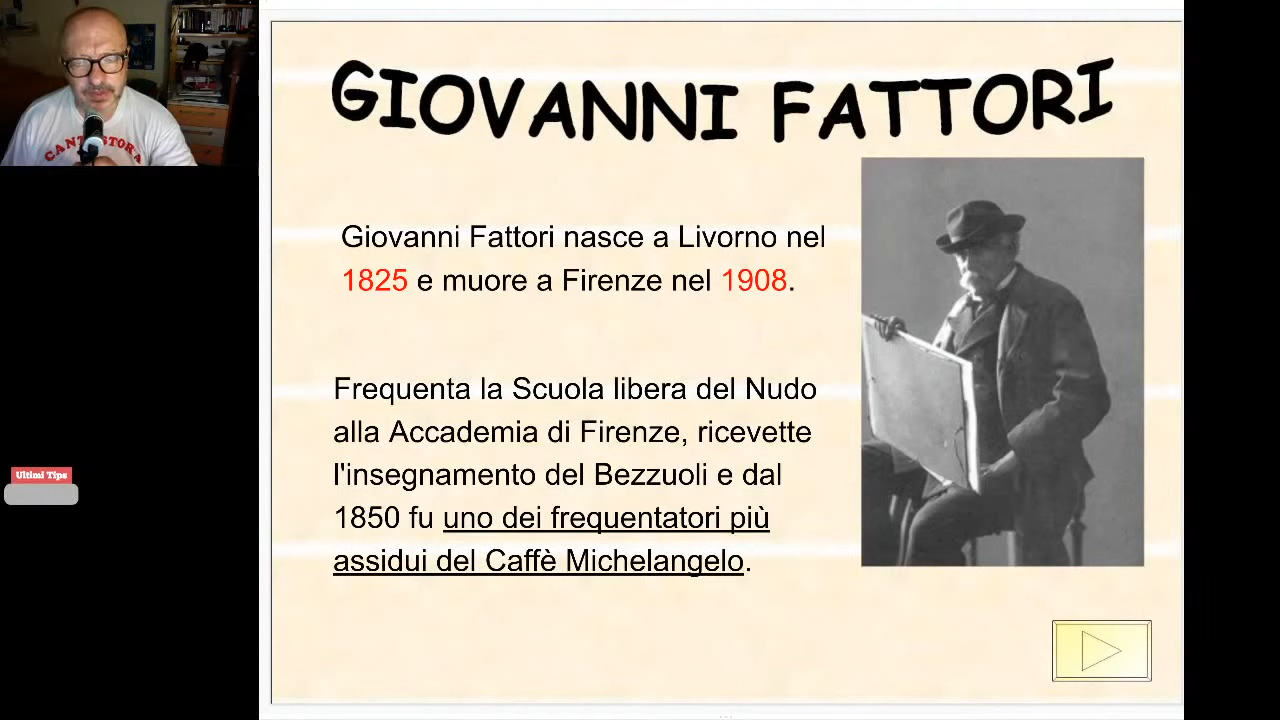 GIOVANNI FATTORI
Giovanni Fattori nasce a Livorno nel
1825 e muore a Firenze nel 1908.
Frequenta la Scuola libera del Nudo
alla Accademia di Firenze, ricevette
l'insegnamento del Bezzuoli e dal
1850 fu uno dei frequentatori più
assidui del Caffè Michelangelo.
Ultimi Tips